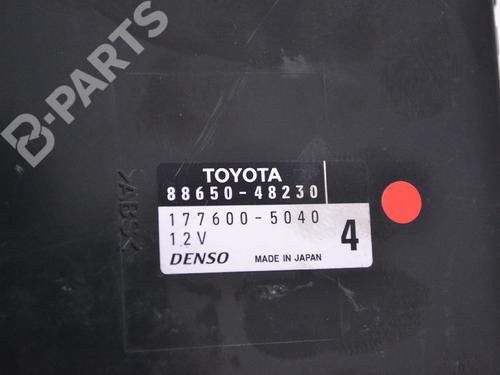 B-PARTS
TOYOTA
88650-48230
177600-5040
12V
4
DENSO MADE IN JAPAN
>ABS<